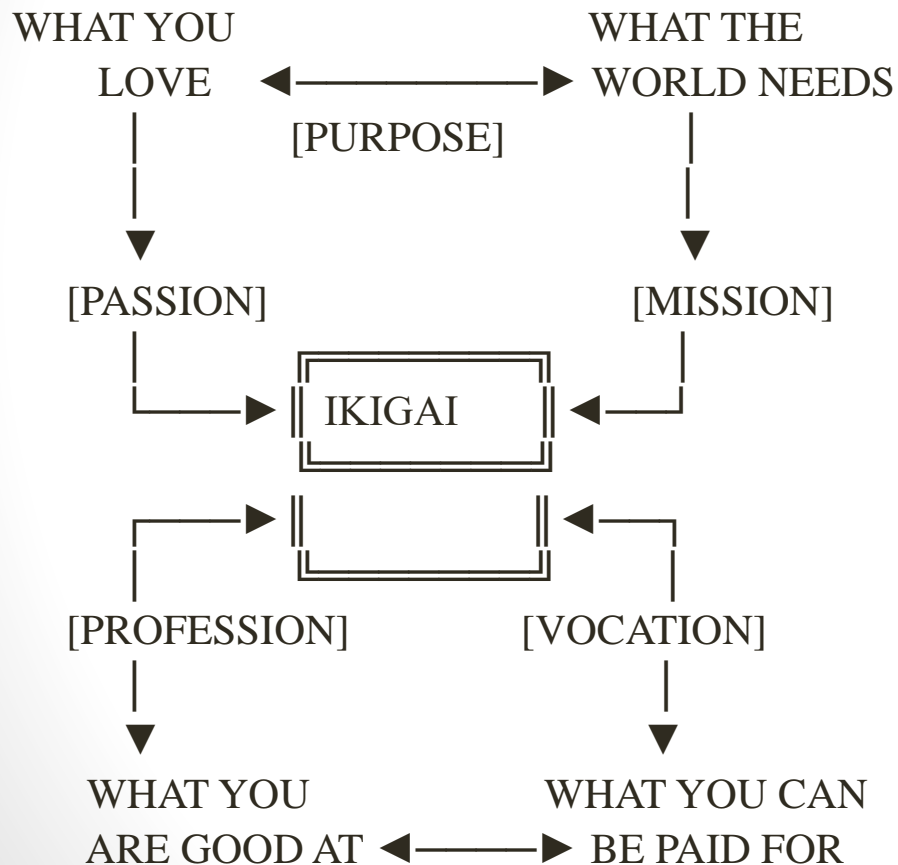 WHAT YOU WHAT THE
LOVE WORLD NEEDS
[PURPOSE]
[PASSION] [MISSION]
IKIGAI
[PROFESSION] [VOCATION]
WHAT YOU WHAT YOU CAN
ARE GOOD AT BE PAID FOR